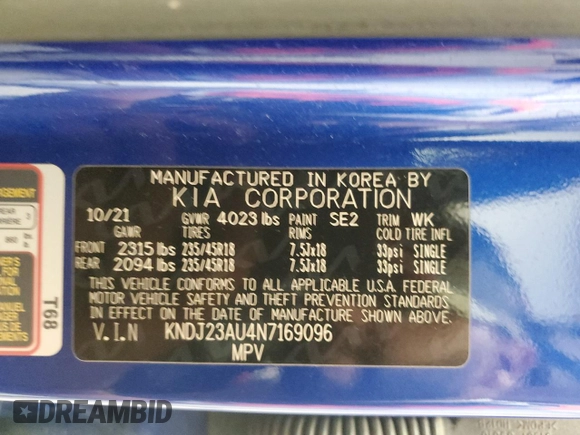 MANUFACTURED IN KOREA BY
KIA CORPORATION
10/21 GVWR 4023 lbs PAINT SE2 TRIM WK
GAWR TIRES RIMS COLD TIRE INFL
FRONT 2315 lbs 235/45R18 7.5Jx18 33psi SINGLE
REAR 2094 lbs 235/45R18 7.5Jx18 33psi SINGLE
THIS VEHICLE CONFORMS TO ALL APPLICABLE U.S.A. FEDERAL
MOTOR VEHICLE SAFETY AND THEFT PREVENTION STANDARDS
IN EFFECT ON THE DATE OF MANUFACTURE SHOWN ABOVE.
V.I.N KNDJ23AU4N7169096
MPV
T68
DREAMBID